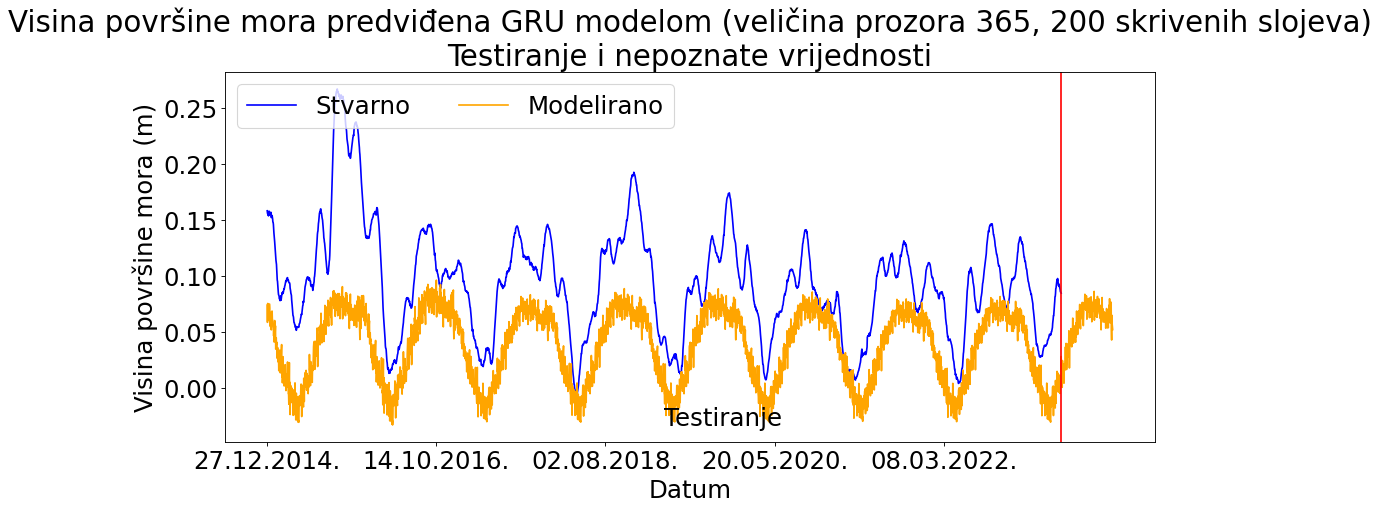 Visina površine mora predviđena GRU modelom (veličina prozora 365, 200 skrivenih slojeva)
Testiranje i nepoznate vrijednosti
Stvarno Modelirano
Visina površine mora (m)
0.25
0.20
0.15
0.10
0.05
0.00
Testiranje
27.12.2014. 14.10.2016. 02.08.2018. 20.05.2020. 08.03.2022.
Datum